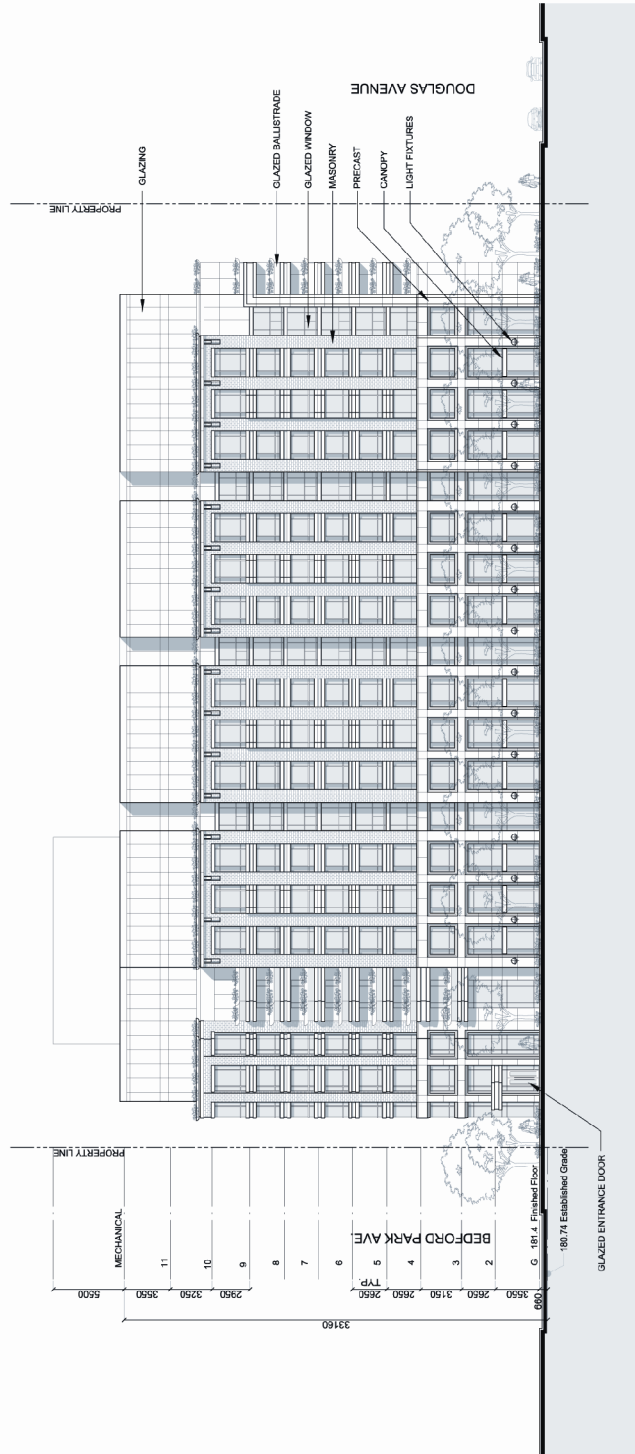 DOUGLAS AVENUE
PROPERTY LINE
GLAZING
GLAZED BALLISTRADE
GLAZED WINDOW
MASONRY
PRECAST
CANOPY
LIGHT FIXTURES
PROPERTY LINE
MECHANICAL
11
10
9
8
7
6
5
4
3
2
G 181.4 Finished Floor
180.74 Established Grade
BEDFORD PARK AVE.
TYP.
5500
3550
3250
2950
2650
2650
3150
2650
3550
660
33160
GLAZED ENTRANCE DOOR